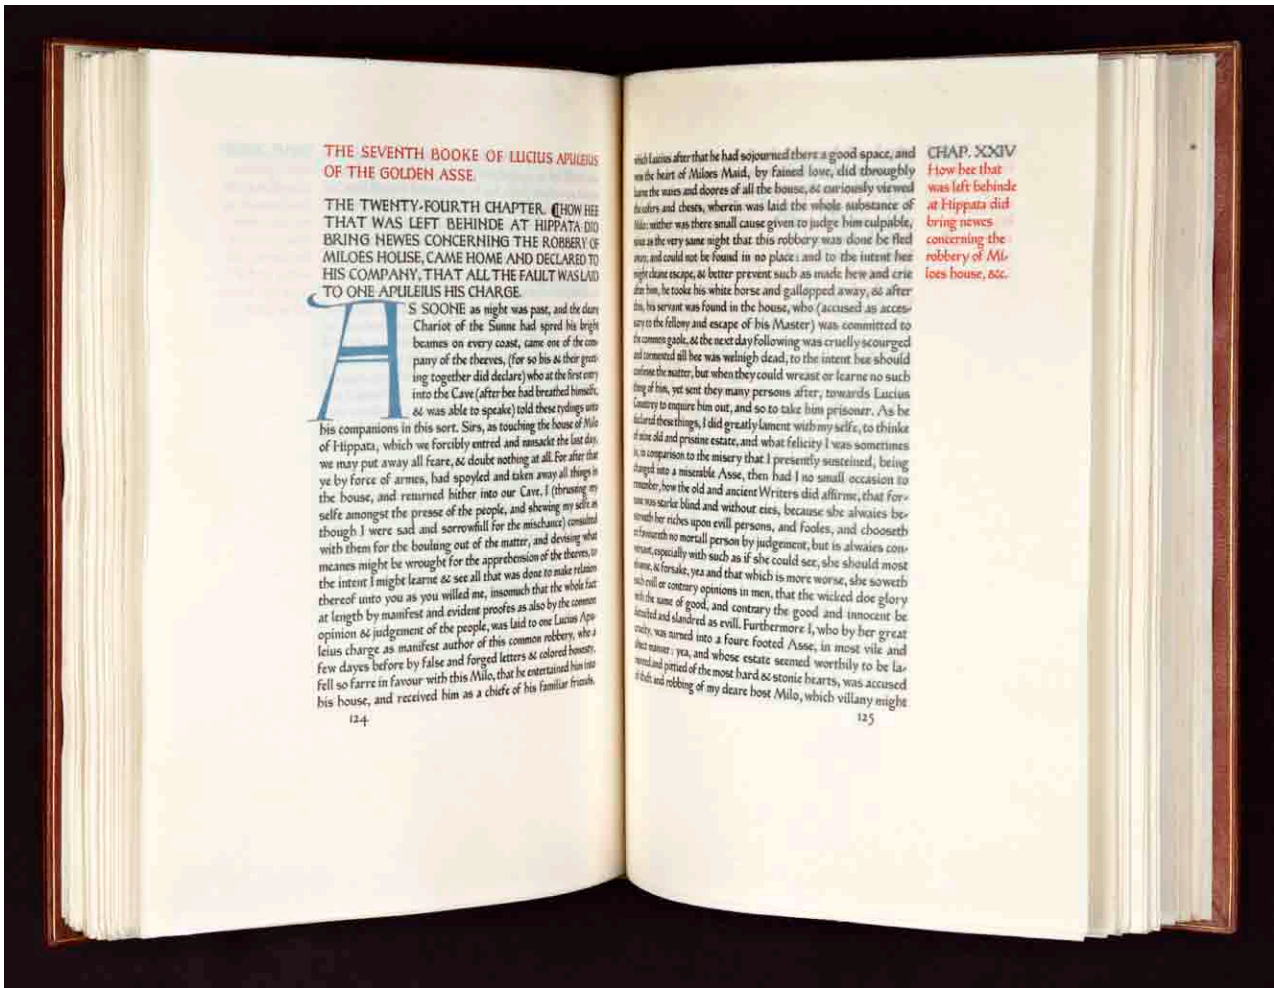 THE SEVENTH BOOKE OF LUCIUS APULEIUS
OF THE GOLDEN ASSE.
THE TWENTY-FOURTH CHAPTER. ❡HOW HEE
THAT WAS LEFT BEHINDE AT HIPPATA DID
BRING NEWES CONCERNING THE ROBBERY OF
MILOES HOUSE, CAME HOME AND DECLARED TO
HIS COMPANY, THAT ALL THE FAULT WAS LAID
TO ONE APULEIUS HIS CHARGE.
AS SOONE as night was past, and the cleare
Chariot of the Sunne had spred his bright
beames on every coast, came one of the com-
pany of the theeves, (for so his & their greet-
ing together did declare) who at the first entry
into the Cave (after hee had breathed himselfe,
& was able to speake) told these tydings unto
his companions in this sort. Sirs, as touching the house of Milo
of Hippata, which we forcibly entred and ransackt the last day,
we may put away all feare, & doubt nothing at all. For after that
ye by force of armes, had spoyled and taken away all things in
the house, and returned hither into our Cave, I (thrusting my
selfe amongst the presse of the people, and shewing my selfe as
though I were sad and sorrowfull for the mischance) consulted
with them for the boulting out of the matter, and devising what
meanes might be wrought for the apprehension of the theeves, to
the intent I might learne & see all that was done to make relation
thereof unto you as you willed me, insomuch that the whole fact
at length by manifest and evident proofes as also by the common
opinion & judgement of the people, was laid to one Lucius Apu-
leius charge as manifest author of this common robbery, who a
few dayes before by false and forged letters & colored honesty,
fell so farre in favour with this Milo, that he entertained him into
his house, and received him as a chiefe of his familiar friends,
124
which Lucius after that he had sojourned there a good space, and
won the heart of Miloes Maid, by fained love, did throughly
learne the waies and doores of all the house, & curiously viewed
the cofers and chests, wherein was laid the whole substance of
Milo: neither was there small cause given to judge him culpable,
since as the very same night that this robbery was done he fled
away, and could not be found in no place: and to the intent hee
might cleane escape, & better prevent such as made hew and crie
after him, he tooke his white horse and gallopped away, & after
this, his servant was found in the house, who (accused as acces-
sary to the fellony and escape of his Master) was committed to
the common gaole, & the next day following was cruelly scourged
and tormented till hee was welnigh dead, to the intent hee should
confesse the matter, but when they could wreast or learne no such
thing of him, yet sent they many persons after, towards Lucius
Countrey to enquire him out, and so to take him prisoner. As he
declared these things, I did greatly lament with my selfe, to thinke
of mine old and pristine estate, and what felicity I was sometimes
in, in comparison to the misery that I presently susteined, being
changed into a miserable Asse, then had I no small occasion to
remember, how the old and ancient Writers did affirme, that for-
tune was starke blind and without eies, because she alwaies be-
stoweth her riches upon evill persons, and fooles, and chooseth
or favoureth no mortall person by judgement, but is alwaies con-
versant, especially with such as if she could see, she should most
shunne, & forsake, yea and that which is more worse, she soweth
such evill or contrary opinions in men, that the wicked doe glory
with the name of good, and contrary the good and innocent be
detracted and slandred as evill. Furthermore I, who by her great
cruelty, was turned into a foure footed Asse, in most vile and
abject manner: yea, and whose estate seemed worthily to be la-
mented and pittied of the most hard & stonie hearts, was accused
of theft and robbing of my deare host Milo, which villany might
125
CHAP. XXIV
How hee that
was left behinde
at Hippata did
bring newes
concerning the
robbery of Mi-
loes house, &c.